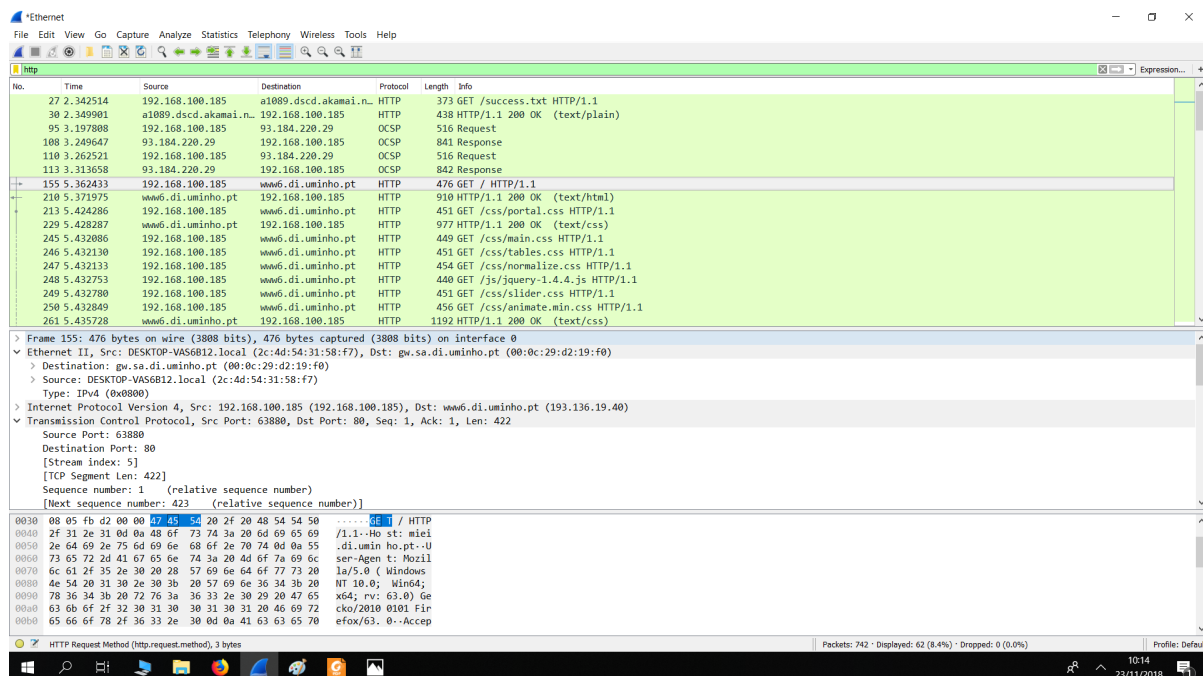 *Ethernet
File Edit View Go Capture Analyze Statistics Telephony Wireless Tools Help
http Expression... +
No. Time Source Destination Protocol Length Info
27 2.342514 192.168.100.185 a1089.dscd.akamai.n… HTTP 373 GET /success.txt HTTP/1.1
30 2.349901 a1089.dscd.akamai.n… 192.168.100.185 HTTP 438 HTTP/1.1 200 OK (text/plain)
95 3.197808 192.168.100.185 93.184.220.29 OCSP 516 Request
108 3.249647 93.184.220.29 192.168.100.185 OCSP 841 Response
110 3.262521 192.168.100.185 93.184.220.29 OCSP 516 Request
113 3.313658 93.184.220.29 192.168.100.185 OCSP 842 Response
155 5.362433 192.168.100.185 www6.di.uminho.pt HTTP 476 GET / HTTP/1.1
210 5.371975 www6.di.uminho.pt 192.168.100.185 HTTP 910 HTTP/1.1 200 OK (text/html)
213 5.424286 192.168.100.185 www6.di.uminho.pt HTTP 451 GET /css/portal.css HTTP/1.1
229 5.428287 www6.di.uminho.pt 192.168.100.185 HTTP 977 HTTP/1.1 200 OK (text/css)
245 5.432086 192.168.100.185 www6.di.uminho.pt HTTP 449 GET /css/main.css HTTP/1.1
246 5.432130 192.168.100.185 www6.di.uminho.pt HTTP 451 GET /css/tables.css HTTP/1.1
247 5.432133 192.168.100.185 www6.di.uminho.pt HTTP 454 GET /css/normalize.css HTTP/1.1
248 5.432753 192.168.100.185 www6.di.uminho.pt HTTP 440 GET /js/jquery-1.4.4.js HTTP/1.1
249 5.432780 192.168.100.185 www6.di.uminho.pt HTTP 451 GET /css/slider.css HTTP/1.1
250 5.432849 192.168.100.185 www6.di.uminho.pt HTTP 456 GET /css/animate.min.css HTTP/1.1
261 5.435728 www6.di.uminho.pt 192.168.100.185 HTTP 1192 HTTP/1.1 200 OK (text/css)
Frame 155: 476 bytes on wire (3808 bits), 476 bytes captured (3808 bits) on interface 0
Ethernet II, Src: DESKTOP-VAS6B12.local (2c:4d:54:31:58:f7), Dst: gw.sa.di.uminho.pt (00:0c:29:d2:19:f0)
Destination: gw.sa.di.uminho.pt (00:0c:29:d2:19:f0)
Source: DESKTOP-VAS6B12.local (2c:4d:54:31:58:f7)
Type: IPv4 (0x0800)
Internet Protocol Version 4, Src: 192.168.100.185 (192.168.100.185), Dst: www6.di.uminho.pt (193.136.19.40)
Transmission Control Protocol, Src Port: 63880, Dst Port: 80, Seq: 1, Ack: 1, Len: 422
Source Port: 63880
Destination Port: 80
[Stream index: 5]
[TCP Segment Len: 422]
Sequence number: 1 (relative sequence number)
[Next sequence number: 423 (relative sequence number)]
0030 08 05 fb d2 00 00 47 45 54 20 2f 20 48 54 54 50 ······GE T / HTTP
0040 2f 31 2e 31 0d 0a 48 6f 73 74 3a 20 6d 69 65 69 /1.1··Ho st: miei
0050 2e 64 69 2e 75 6d 69 6e 68 6f 2e 70 74 0d 0a 55 .di.umin ho.pt··U
0060 73 65 72 2d 41 67 65 6e 74 3a 20 4d 6f 7a 69 6c ser-Agen t: Mozil
0070 6c 61 2f 35 2e 30 20 28 57 69 6e 64 6f 77 73 20 la/5.0 ( Windows
0080 4e 54 20 31 30 2e 30 3b 20 57 69 6e 36 34 3b 20 NT 10.0; Win64;
0090 78 36 34 3b 20 72 76 3a 36 33 2e 30 29 20 47 65 x64; rv: 63.0) Ge
00a0 63 6b 6f 2f 32 30 31 30 30 31 30 31 20 46 69 72 cko/2010 0101 Fir
00b0 65 66 6f 78 2f 36 33 2e 30 0d 0a 41 63 63 65 70 efox/63. 0··Accep
HTTP Request Method (http.request.method), 3 bytes Packets: 742 · Displayed: 62 (8.4%) · Dropped: 0 (0.0%) Profile: Defau
10:14
23/11/2018